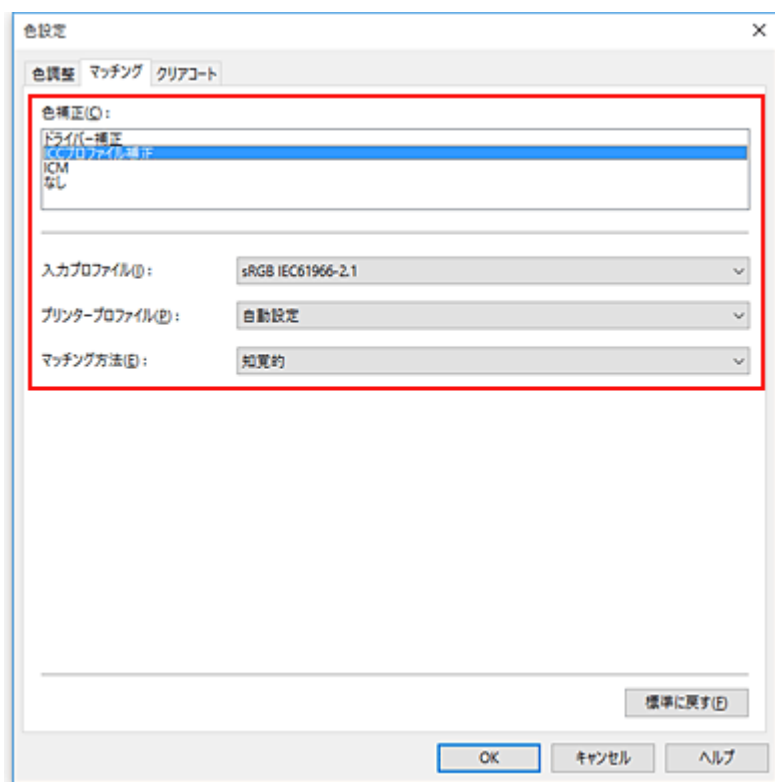 色設定
色調整 マッチング クリアコート
色補正(C):
ドライバー補正
ICCプロファイル補正
ICM
なし
入力プロファイル(I): sRGB IEC61966-2.1
プリンタープロファイル(P): 自動設定
マッチング方法(E): 知覚的
標準に戻す(F)
OK キャンセル ヘルプ